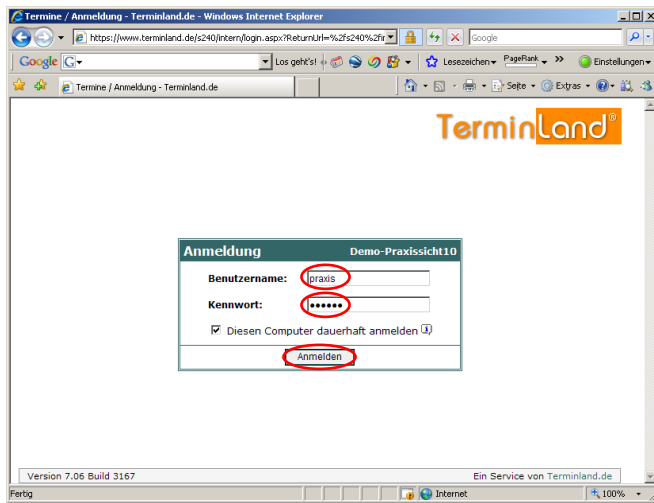 Termine / Anmeldung - Terminland.de - Windows Internet Explorer
https://www.terminland.de/s240/intern/login.aspx?ReturnUrl=%2fs240%2fir
Google
Google G Los geht's! Lesezeichen PageRank » Einstellungen
Termine / Anmeldung - Terminland.de Seite Extras
TerminLand®
Anmeldung Demo-Praxissicht10
Benutzername: praxis
Kennwort: ●●●●●●
Diesen Computer dauerhaft anmelden
Anmelden
Version 7.06 Build 3167 Ein Service von Terminland.de
Fertig Internet 100%